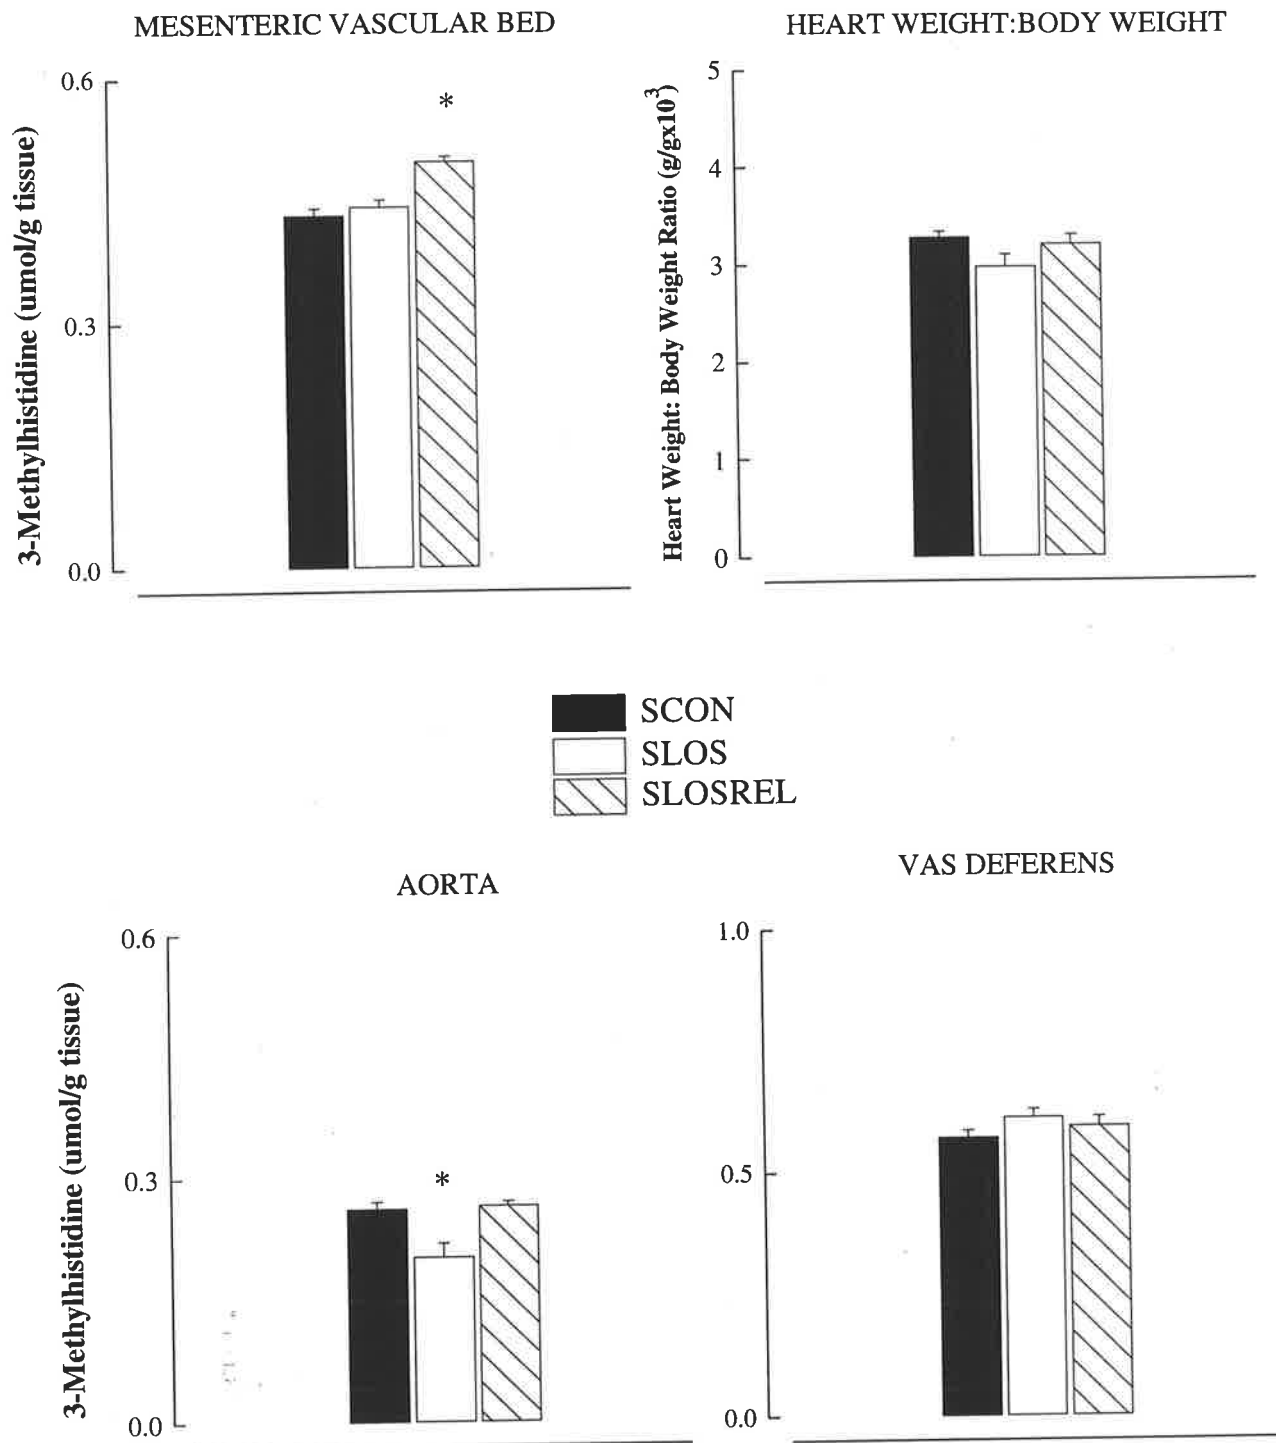 MESENTERIC VASCULAR BED
0.6
*
0.3
0.0
3-Methylhistidine (umol/g tissue)
HEART WEIGHT:BODY WEIGHT
5
4
3
2
1
0
Heart Weight: Body Weight Ratio (g/gx10³)
SCON
SLOS
SLOSREL
AORTA
0.6
0.3
*
0.0
3-Methylhistidine (umol/g tissue)
VAS DEFERENS
1.0
0.5
0.0